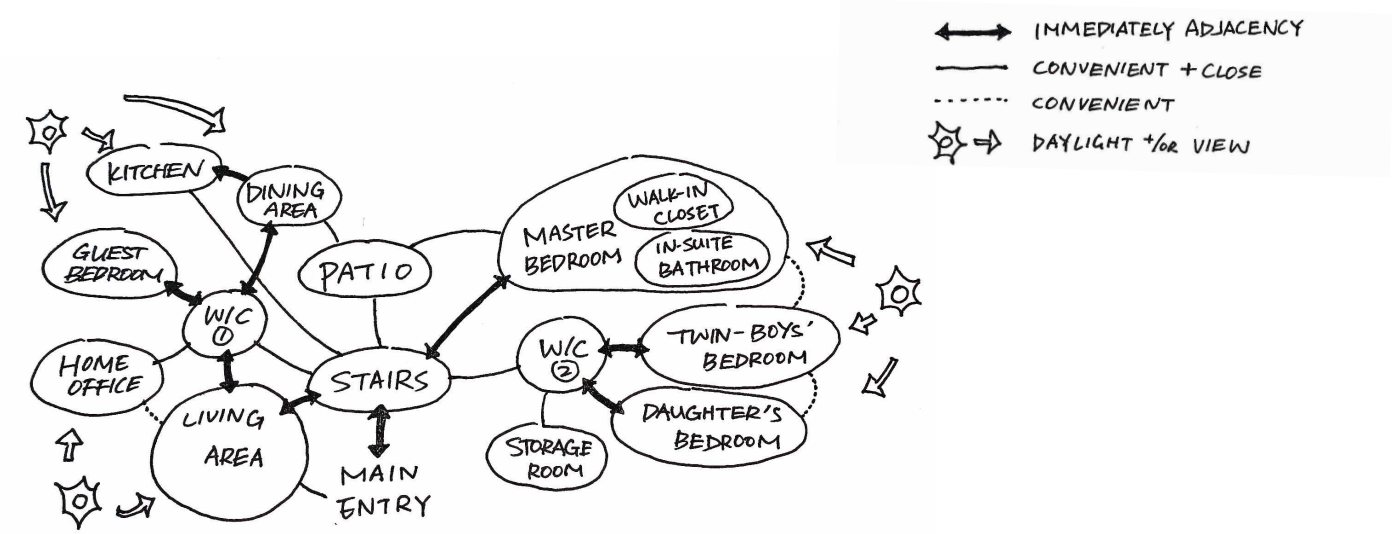 IMMEDIATELY ADJACENCY
CONVENIENT + CLOSE
CONVENIENT
DAYLIGHT +/OR VIEW
KITCHEN
DINING
AREA
GUEST
BEDROOM
PATIO
MASTER
BEDROOM
WALK-IN
CLOSET
IN-SUITE
BATHROOM
W/C
1
HOME
OFFICE
STAIRS
W/C
2
TWIN-BOYS'
BEDROOM
LIVING
AREA
DAUGHTER'S
BEDROOM
STORAGE
ROOM
MAIN
ENTRY